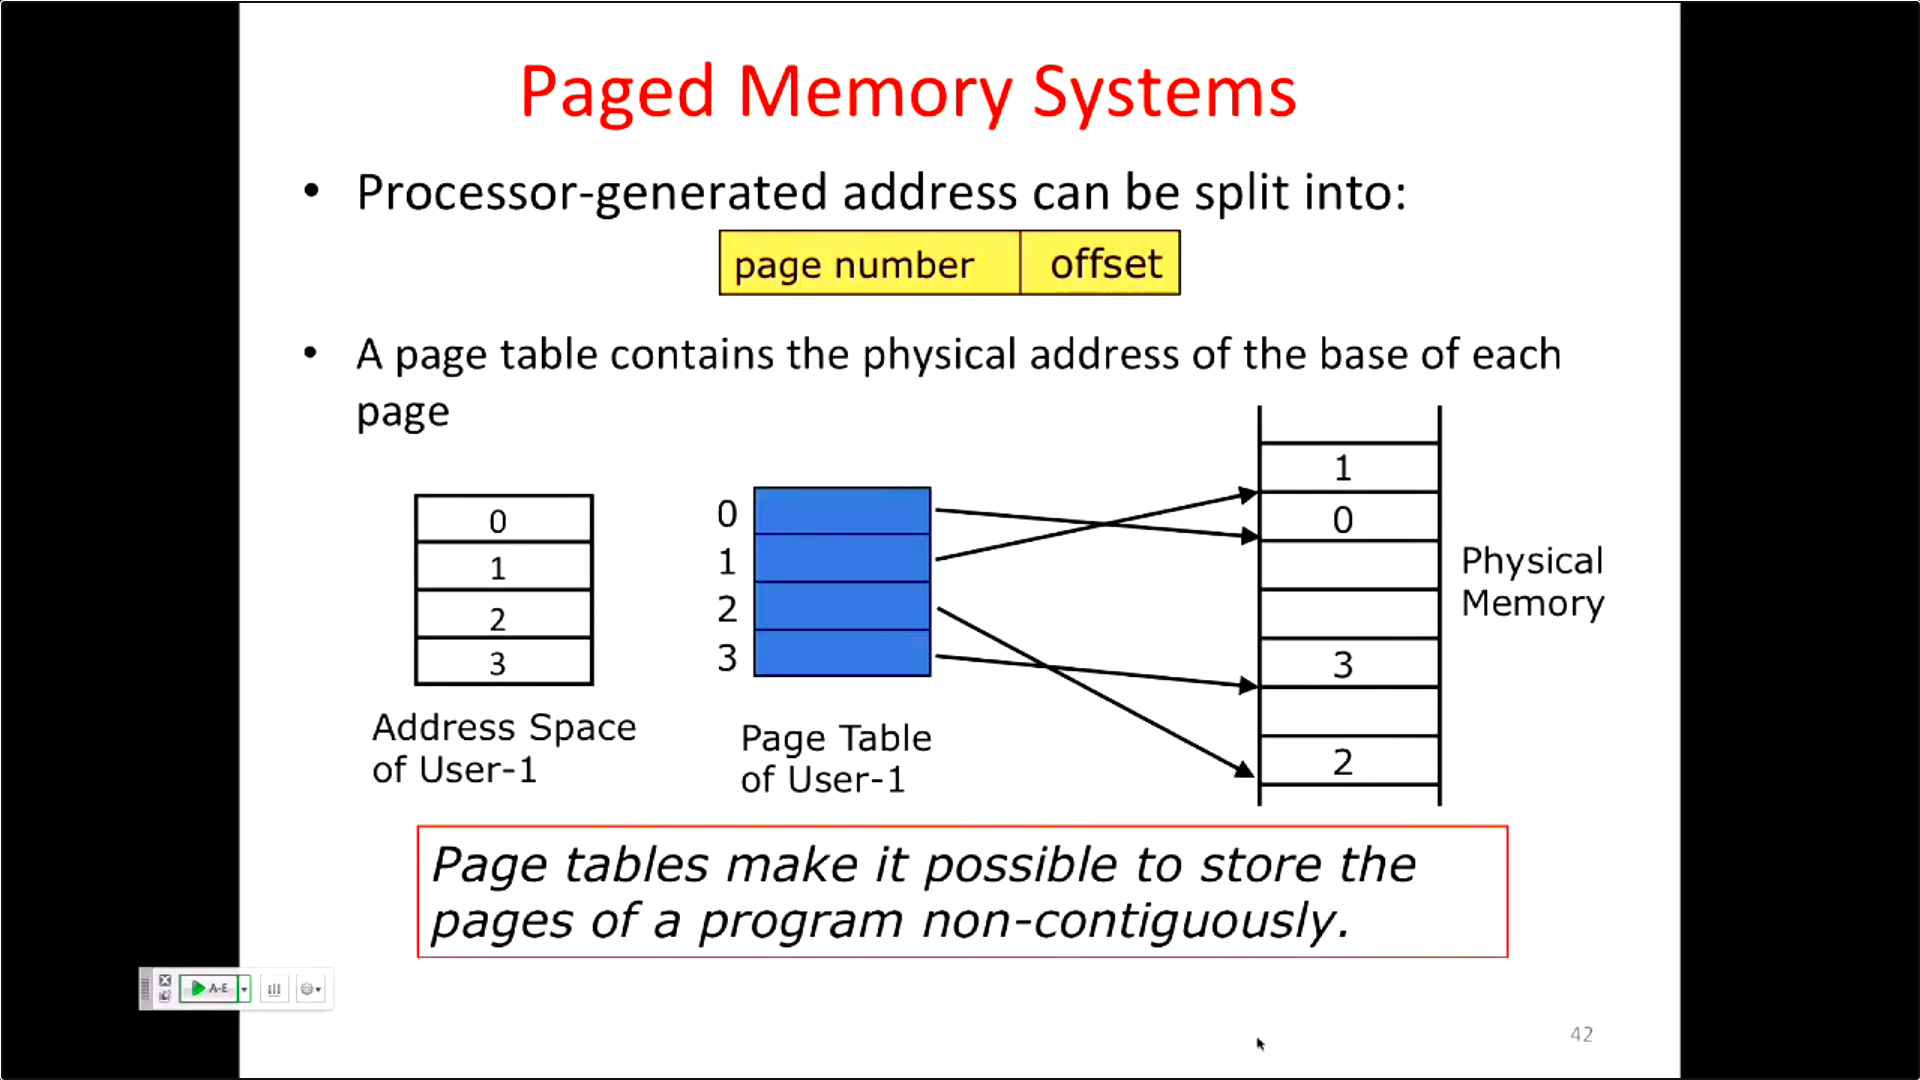 Paged Memory Systems
• Processor-generated address can be split into:
page number offset
• A page table contains the physical address of the base of each
page
0
1
2
3
Address Space
of User-1
0
1
2
3
Page Table
of User-1
1
0
3
2
Physical
Memory
Page tables make it possible to store the
pages of a program non-contiguously.
A-E
42